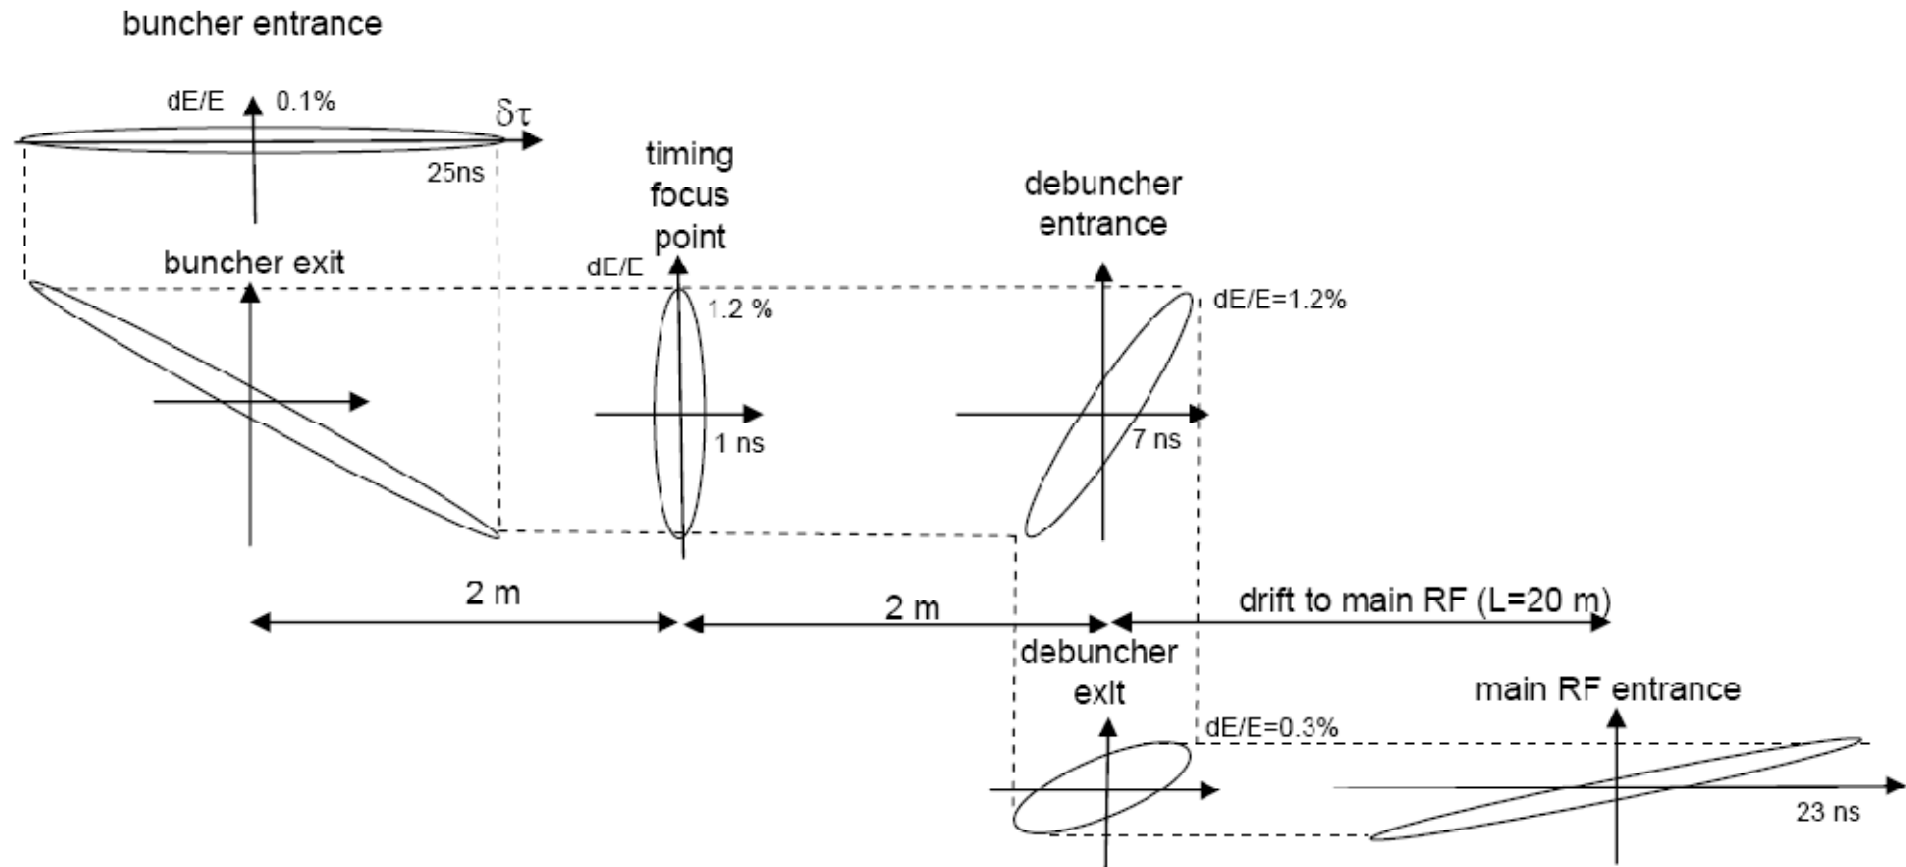 buncher entrance
dE/E 0.1%
δτ
25ns
timing
focus
point
debuncher
entrance
buncher exit
dE/E
1.2 %
dE/E=1.2%
1 ns
7 ns
2 m
2 m
drift to main RF (L=20 m)
debuncher
exit
main RF entrance
dE/E=0.3%
23 ns